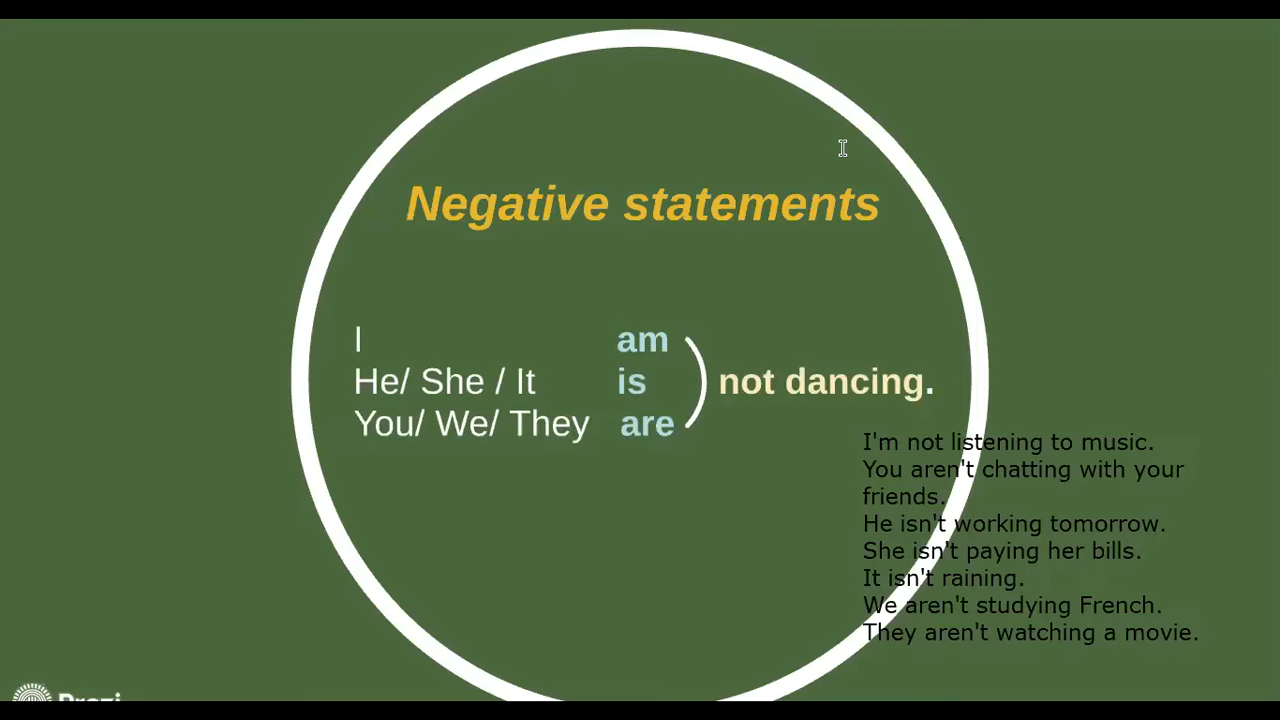 Negative statements
I am
He/ She / It is not dancing.
You/ We/ They are
I'm not listening to music.
You aren't chatting with your
friends.
He isn't working tomorrow.
She isn't paying her bills.
It isn't raining.
We aren't studying French.
They aren't watching a movie.
Prezi